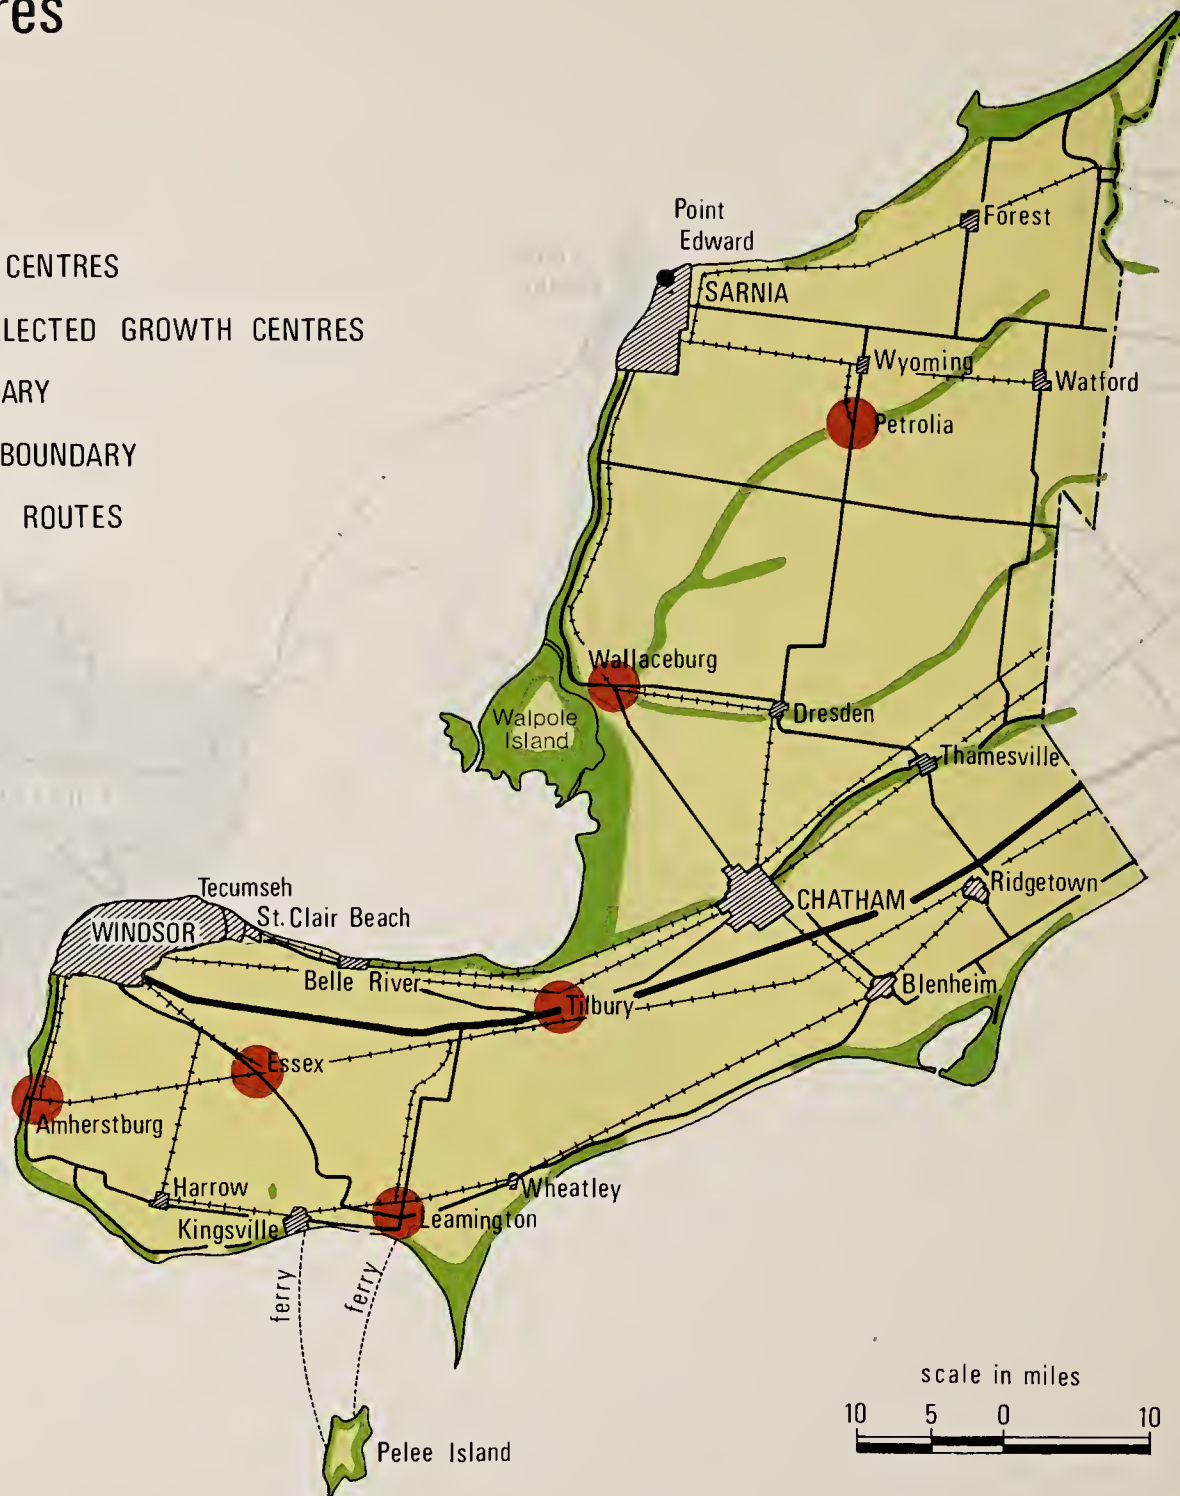 res
CENTRES
LECTED GROWTH CENTRES
ARY
BOUNDARY
ROUTES
Point
Edward
SARNIA
Forest
Wyoming
Watford
Petrolia
Wallaceburg
Walpole
Island
Dresden
Thamesville
Tecumseh
St. Clair Beach
WINDSOR
Belle River
CHATHAM
Ridgetown
Tilbury
Blenheim
Essex
Amherstburg
Harrow
Kingsville
Leamington
Wheatley
ferry
ferry
Pelee Island
scale in miles
10 5 0 10